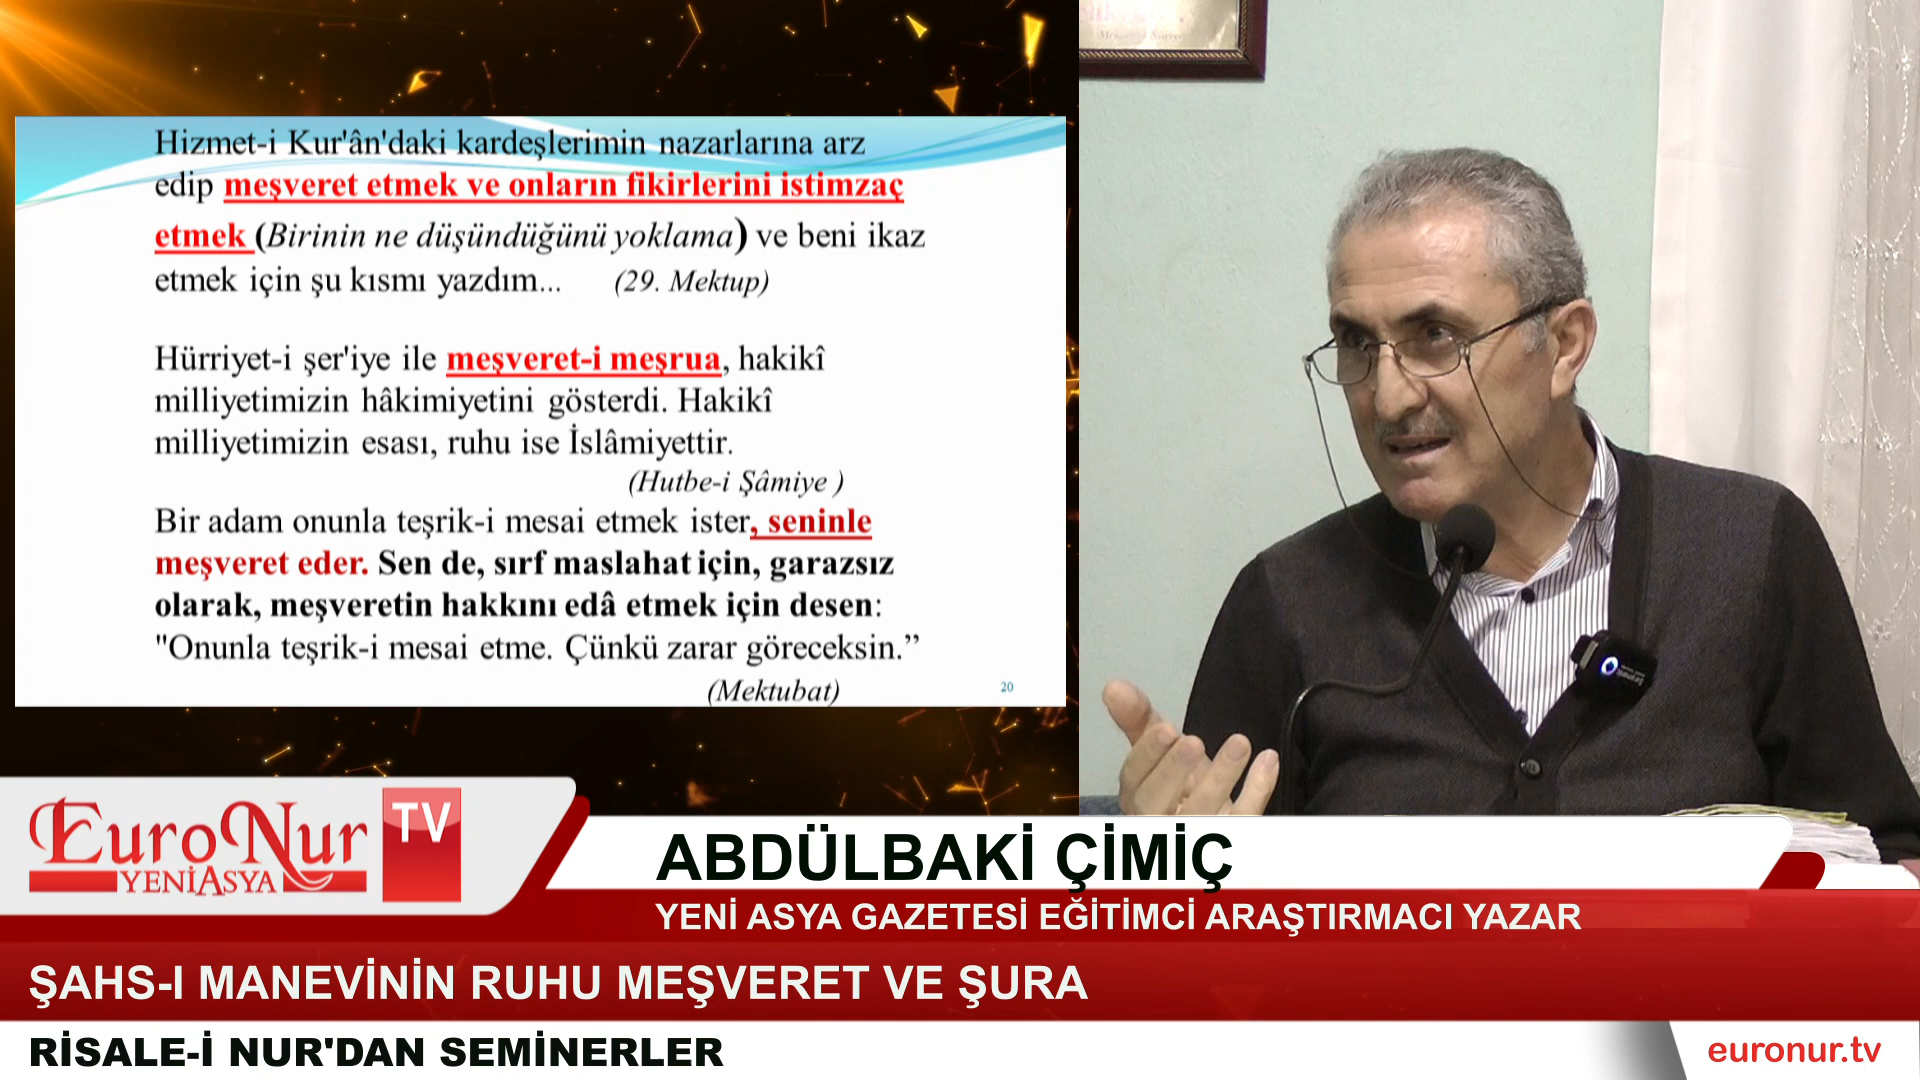 Hizmet-i Kur'ân'daki kardeşlerimin nazarlarına arz
edip meşveret etmek ve onların fikirlerini istimzaç
etmek (Birinin ne düşündüğünü yoklama) ve beni ikaz
etmek için şu kısmı yazdım... (29. Mektup)
Hürriyet-i şer'iye ile meşveret-i meşrua, hakikî
milliyetimizin hâkimiyetini gösterdi. Hakikî
milliyetimizin esası, ruhu ise İslâmiyettir.
(Hutbe-i Şâmiye )
Bir adam onunla teşrik-i mesai etmek ister, seninle
meşveret eder. Sen de, sırf maslahat için, garazsız
olarak, meşveretin hakkını edâ etmek için desen:
"Onunla teşrik-i mesai etme. Çünkü zarar göreceksin.”
(Mektubat)
20
EuroNur TV
YENİASYA
ABDÜLBAKİ ÇİMİÇ
YENİ ASYA GAZETESİ EĞİTİMCİ ARAŞTIRMACI YAZAR
ŞAHS-I MANEVİNİN RUHU MEŞVERET VE ŞURA
RİSALE-İ NUR'DAN SEMİNERLER
euronur.tv